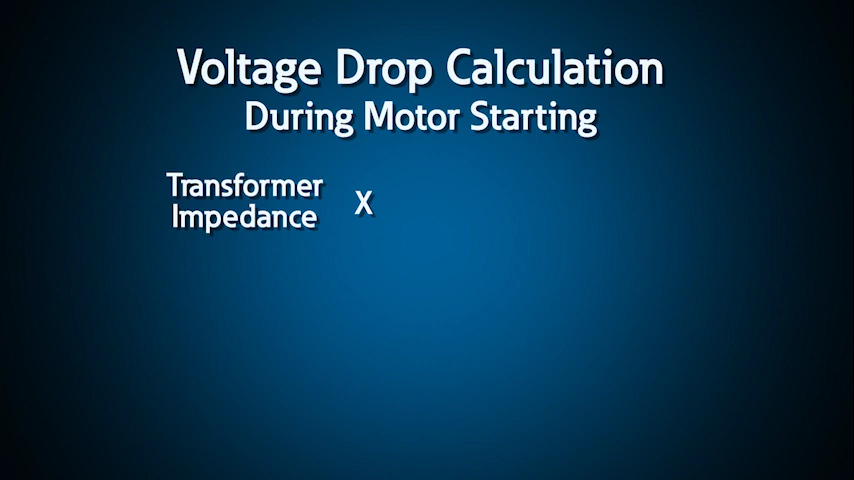 Voltage Drop Calculation
During Motor Starting
Transformer
Impedance
X